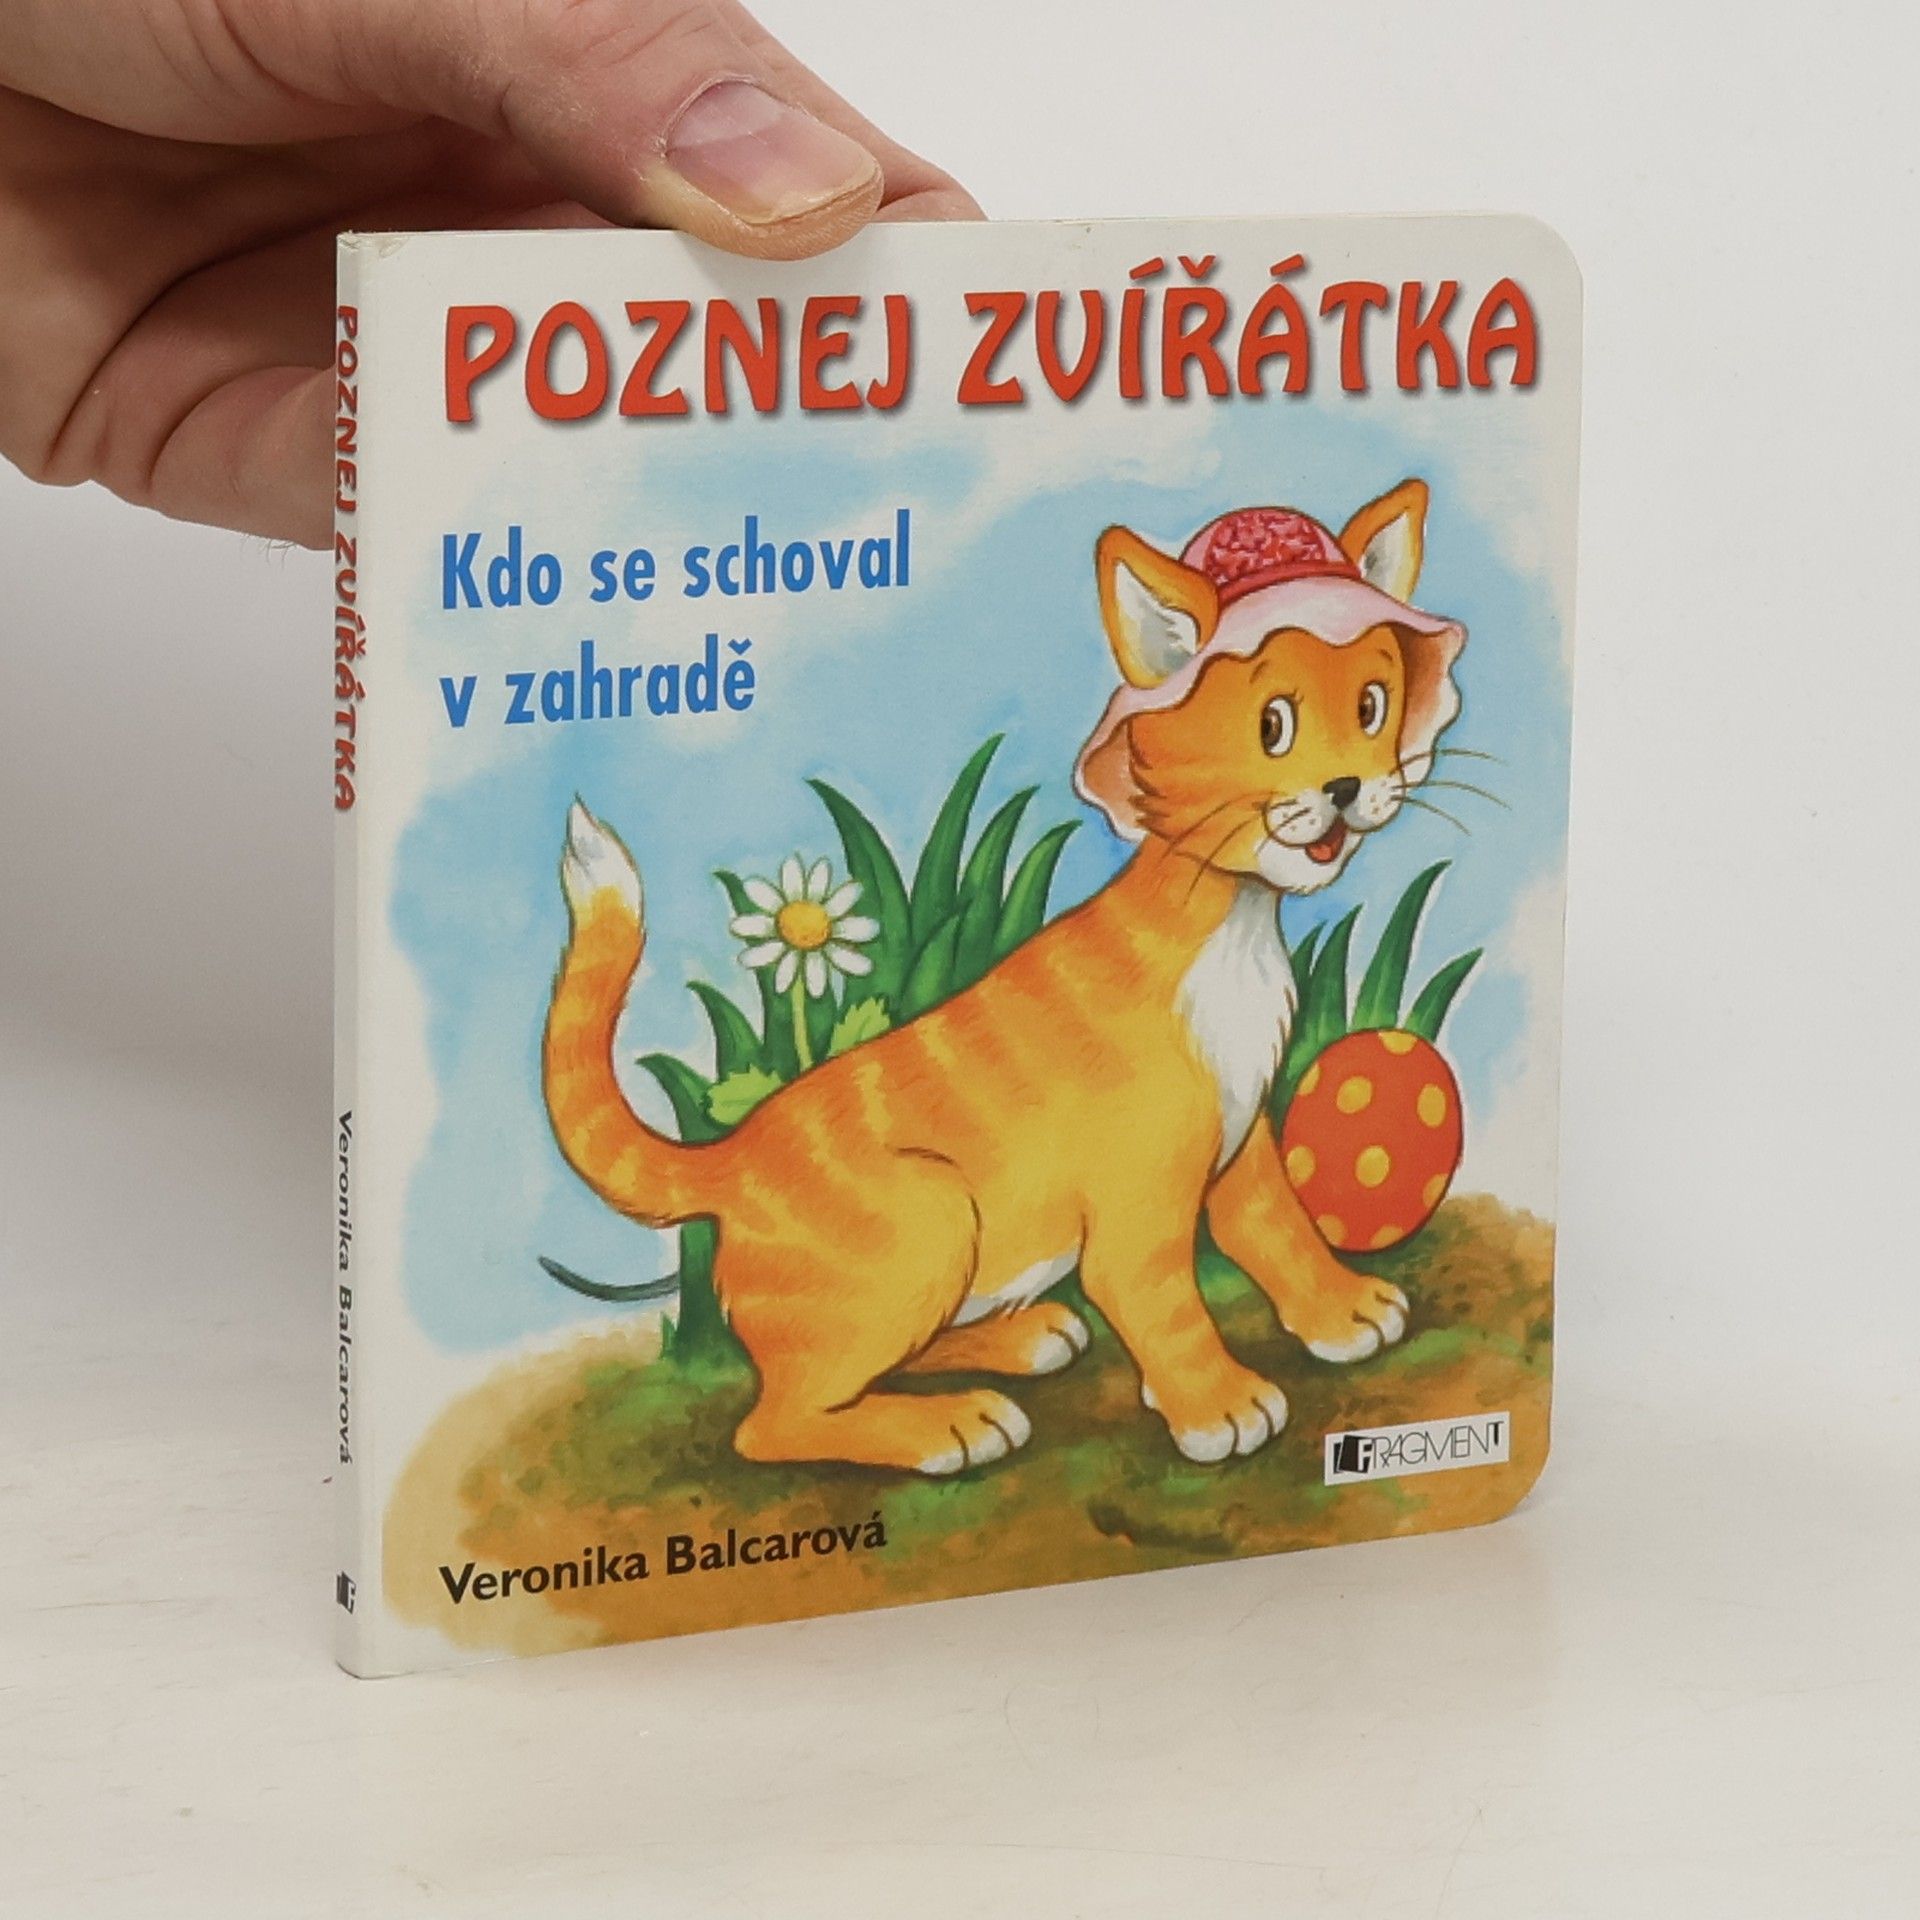 POZNEJ ZVÍŘÁTKA
Kdo se schoval
v zahradě
FRAGMENT
Veronika Balcarová
POZNEJ ZVÍŘÁTKA
Veronika Balcarová